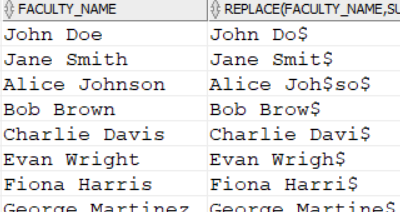 FACULTY_NAME REPLACE(FACULTY_NAME,SU
John Doe John Do$
Jane Smith Jane Smit$
Alice Johnson Alice Joh$so$
Bob Brown Bob Brow$
Charlie Davis Charlie Davi$
Evan Wright Evan Wrigh$
Fiona Harris Fiona Harri$
George Martinez George Martine$